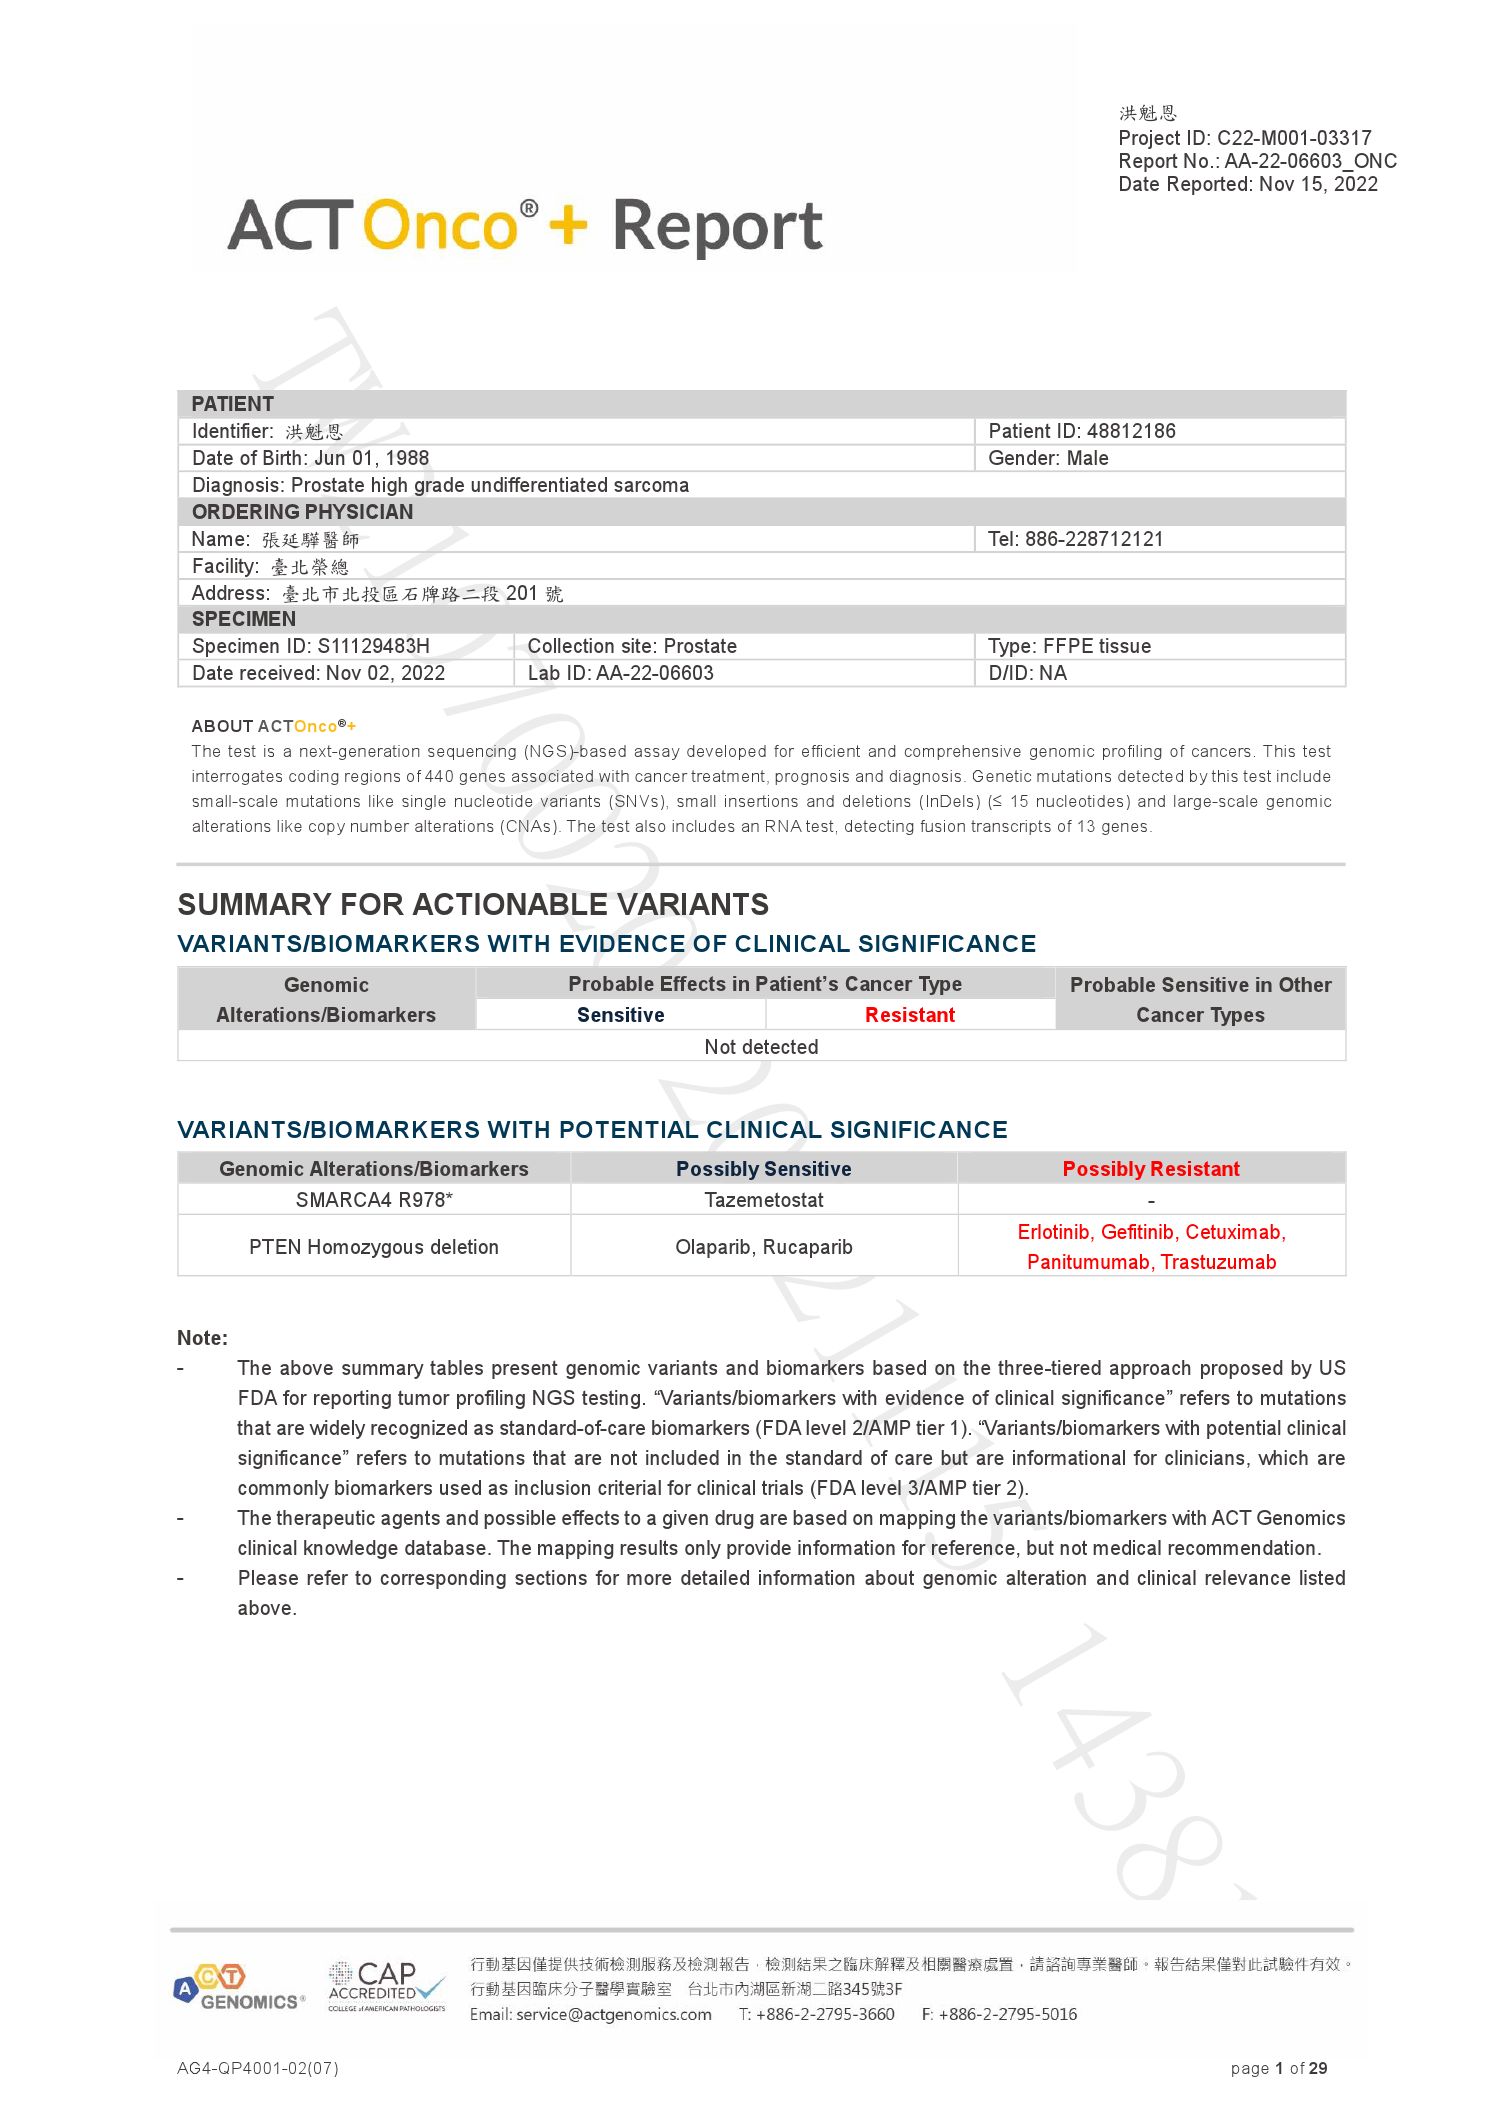 洪魁恩
Project ID: C22-M001-03317
Report No.: AA-22-06603_ONC
Date Reported: Nov 15, 2022
ACTOnco®+ Report
PATIENT
Identifier: 洪魁恩 Patient ID: 48812186
Date of Birth: Jun 01, 1988 Gender: Male
Diagnosis: Prostate high grade undifferentiated sarcoma
ORDERING PHYSICIAN
Name: 張延驊醫師 Tel: 886-228712121
Facility: 臺北榮總
Address: 臺北市北投區石牌路二段 201 號
SPECIMEN
Specimen ID: S11129483H Collection site: Prostate Type: FFPE tissue
Date received: Nov 02, 2022 Lab ID: AA-22-06603 D/ID: NA
ABOUT ACTOnco®+
The test is a next-generation sequencing (NGS)-based assay developed for efficient and comprehensive genomic profiling of cancers. This test
interrogates coding regions of 440 genes associated with cancer treatment, prognosis and diagnosis. Genetic mutations detected by this test include
small-scale mutations like single nucleotide variants (SNVs), small insertions and deletions (InDels) (≤ 15 nucleotides) and large-scale genomic
alterations like copy number alterations (CNAs). The test also includes an RNA test, detecting fusion transcripts of 13 genes.
SUMMARY FOR ACTIONABLE VARIANTS
VARIANTS/BIOMARKERS WITH EVIDENCE OF CLINICAL SIGNIFICANCE
Genomic Probable Effects in Patient's Cancer Type Probable Sensitive in Other
Alterations/Biomarkers Sensitive Resistant Cancer Types
Not detected
VARIANTS/BIOMARKERS WITH POTENTIAL CLINICAL SIGNIFICANCE
Genomic Alterations/Biomarkers Possibly Sensitive Possibly Resistant
SMARCA4 R978* Tazemetostat -
PTEN Homozygous deletion Olaparib, Rucaparib Erlotinib, Gefitinib, Cetuximab,
Panitumumab, Trastuzumab
Note:
- The above summary tables present genomic variants and biomarkers based on the three-tiered approach proposed by US
FDA for reporting tumor profiling NGS testing. “Variants/biomarkers with evidence of clinical significance” refers to mutations
that are widely recognized as standard-of-care biomarkers (FDA level 2/AMP tier 1). “Variants/biomarkers with potential clinical
significance” refers to mutations that are not included in the standard of care but are informational for clinicians, which are
commonly biomarkers used as inclusion criterial for clinical trials (FDA level 3/AMP tier 2).
- The therapeutic agents and possible effects to a given drug are based on mapping the variants/biomarkers with ACT Genomics
clinical knowledge database. The mapping results only provide information for reference, but not medical recommendation.
- Please refer to corresponding sections for more detailed information about genomic alteration and clinical relevance listed
above.
ACT GENOMICS®
CAP ACCREDITED
COLLEGE of AMERICAN PATHOLOGISTS
行動基因僅提供技術檢測服務及檢測報告，檢測結果之臨床解釋及相關醫療處置，請諮詢專業醫師。報告結果僅對此試驗件有效。
行動基因臨床分子醫學實驗室 台北市內湖區新湖二路345號3F
Email: service@actgenomics.com T: +886-2-2795-3660 F: +886-2-2795-5016
AG4-QP4001-02(07) page 1 of 29